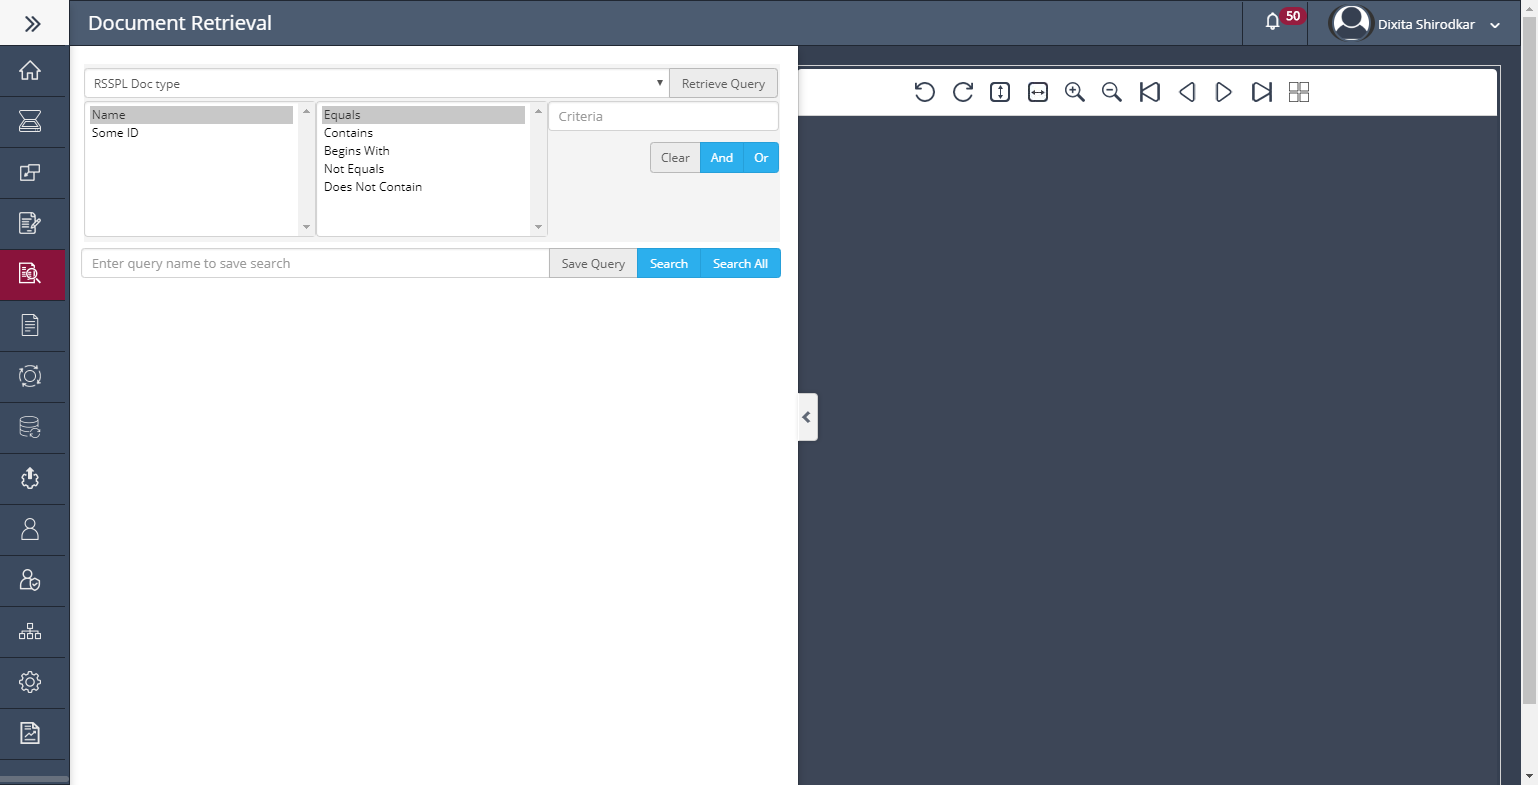 Document Retrieval
50
Dixita Shirodkar
RSSPL Doc type
Retrieve Query
Name
Some ID
Equals
Contains
Begins With
Not Equals
Does Not Contain
Criteria
Clear
And
Or
Enter query name to save search
Save Query
Search
Search All